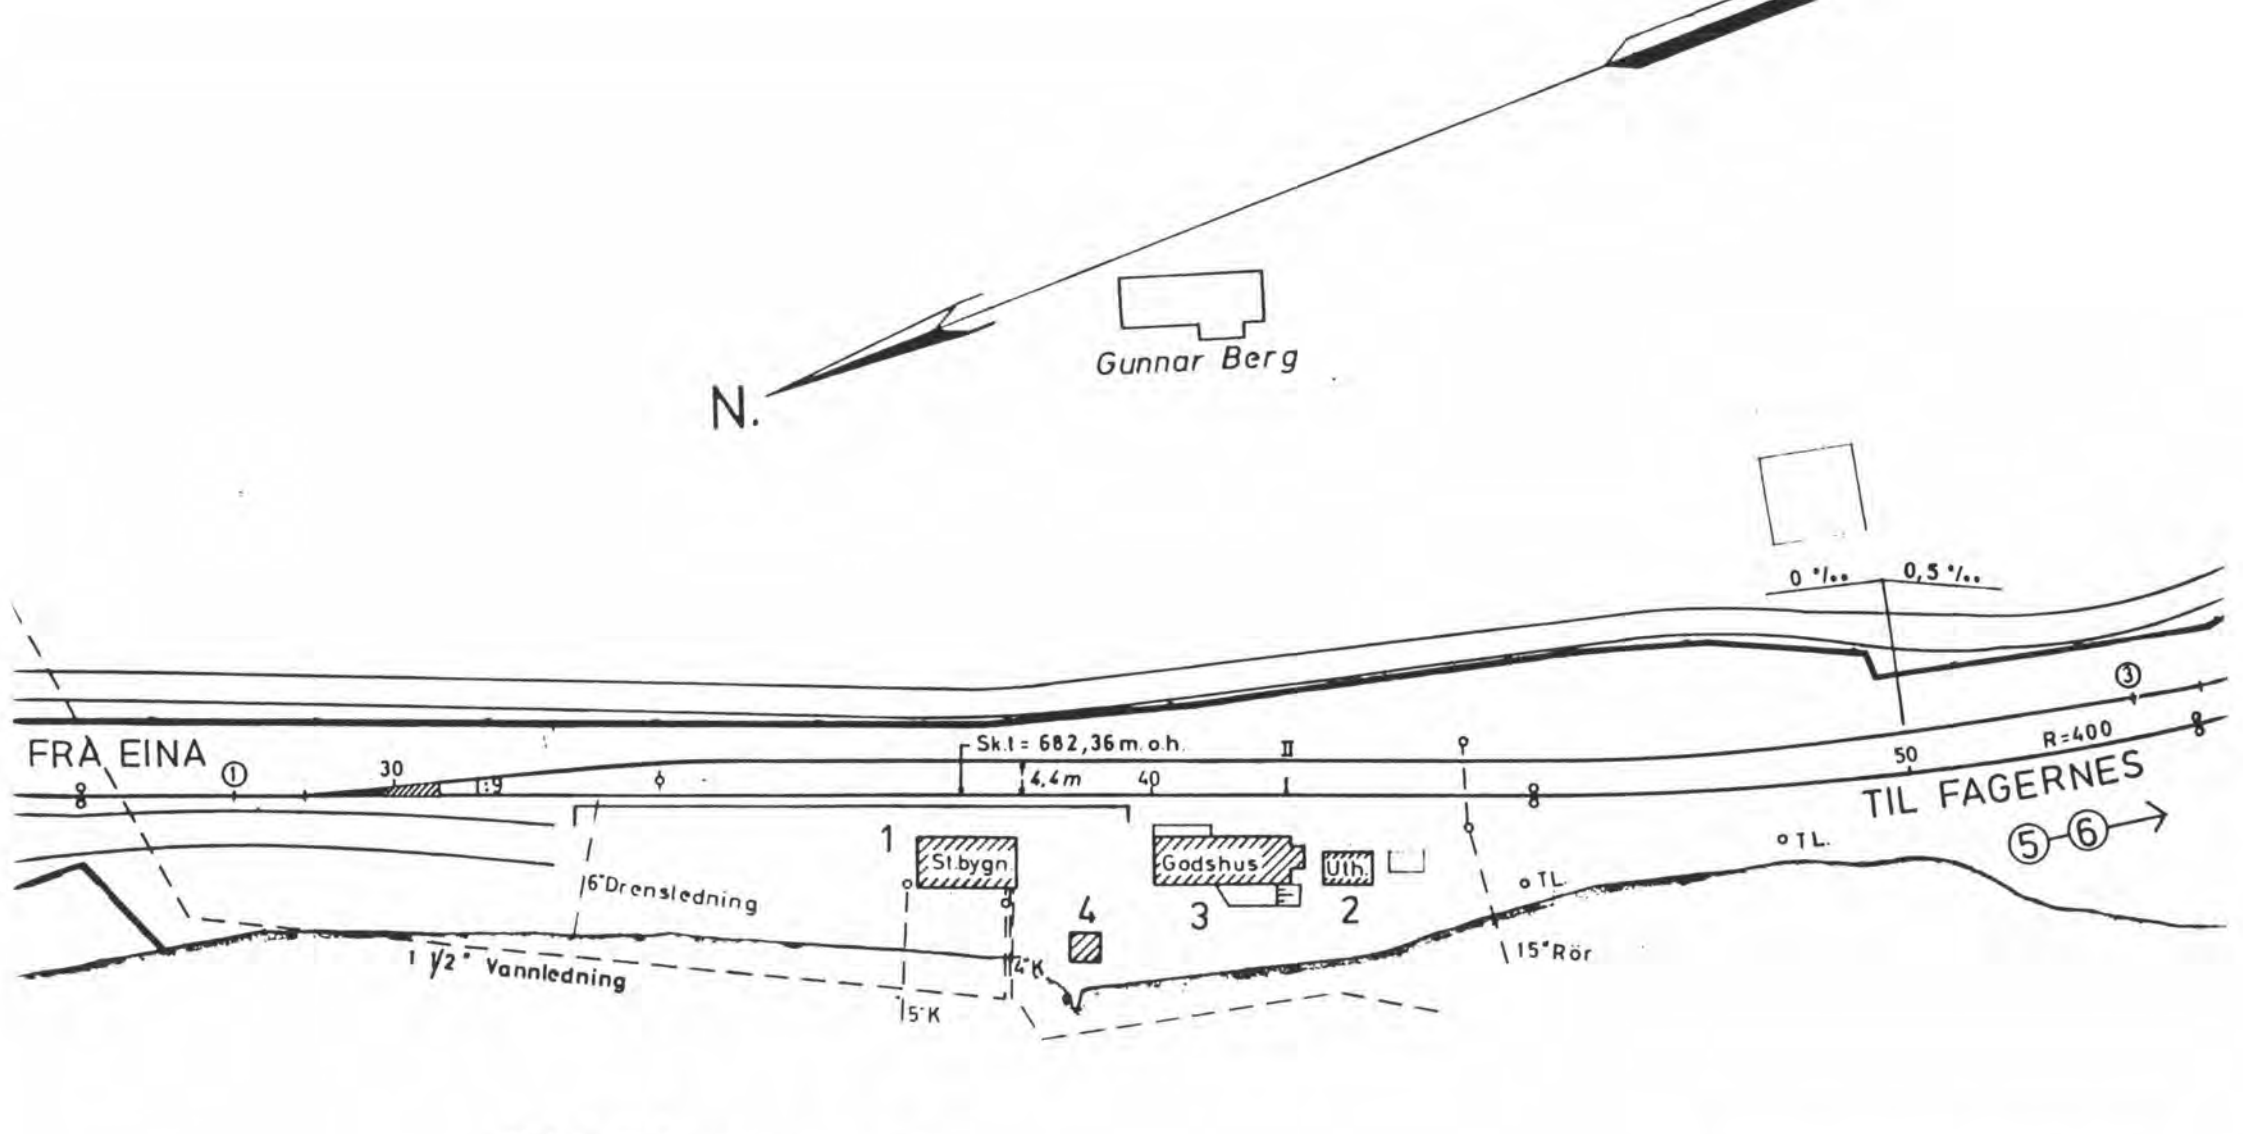 Gunnar Berg
N.
0 ‰
0,5 ‰
3
FRA EINA
1
30
1:9
Sk.t = 682,36 m. o.h.
4,4 m
II
40
50
R=400
TIL FAGERNES
5 6
TL.
TL.
1
St.bygn.
Godshus
Uth.
4
3
2
6" Drensledning
1 1/2" Vannledning
4" K
5" K
15" Rör